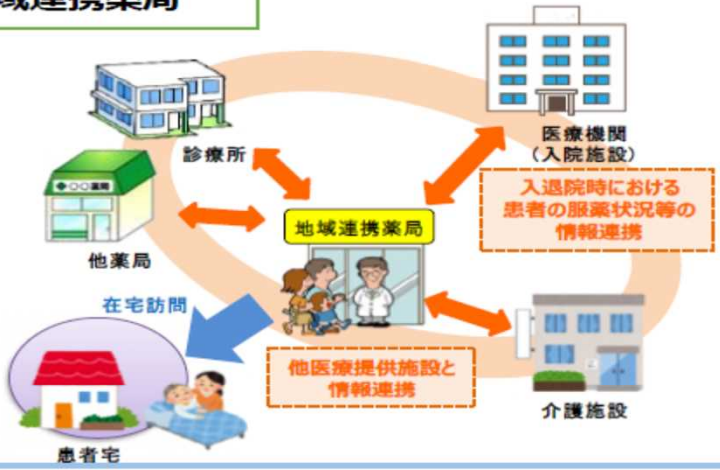 域連携薬局
診療所
医療機関
（入院施設）
○○薬局
他薬局
地域連携薬局
入退院時における
患者の服薬状況等の
情報連携
在宅訪問
他医療提供施設と
情報連携
介護施設
患者宅